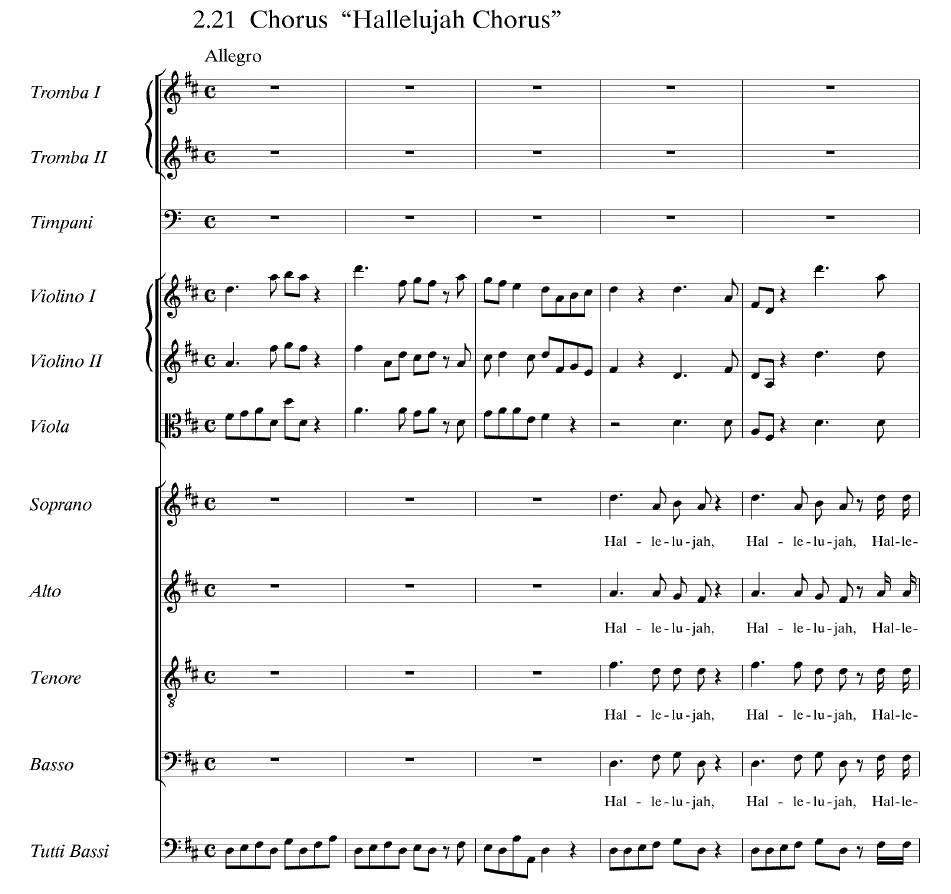 2.21 Chorus “Hallelujah Chorus”
Allegro
Tromba I
Tromba II
Timpani
Violino I
Violino II
Viola
Soprano
Hal - le-lu-jah, Hal - le-lu-jah, Hal-le-
Alto
Hal - le-lu-jah, Hal - le-lu-jah, Hal-le-
Tenore
Hal - le-lu-jah, Hal - le-lu-jah, Hal-le-
Basso
Hal - le-lu-jah, Hal - le-lu-jah, Hal-le-
Tutti Bassi